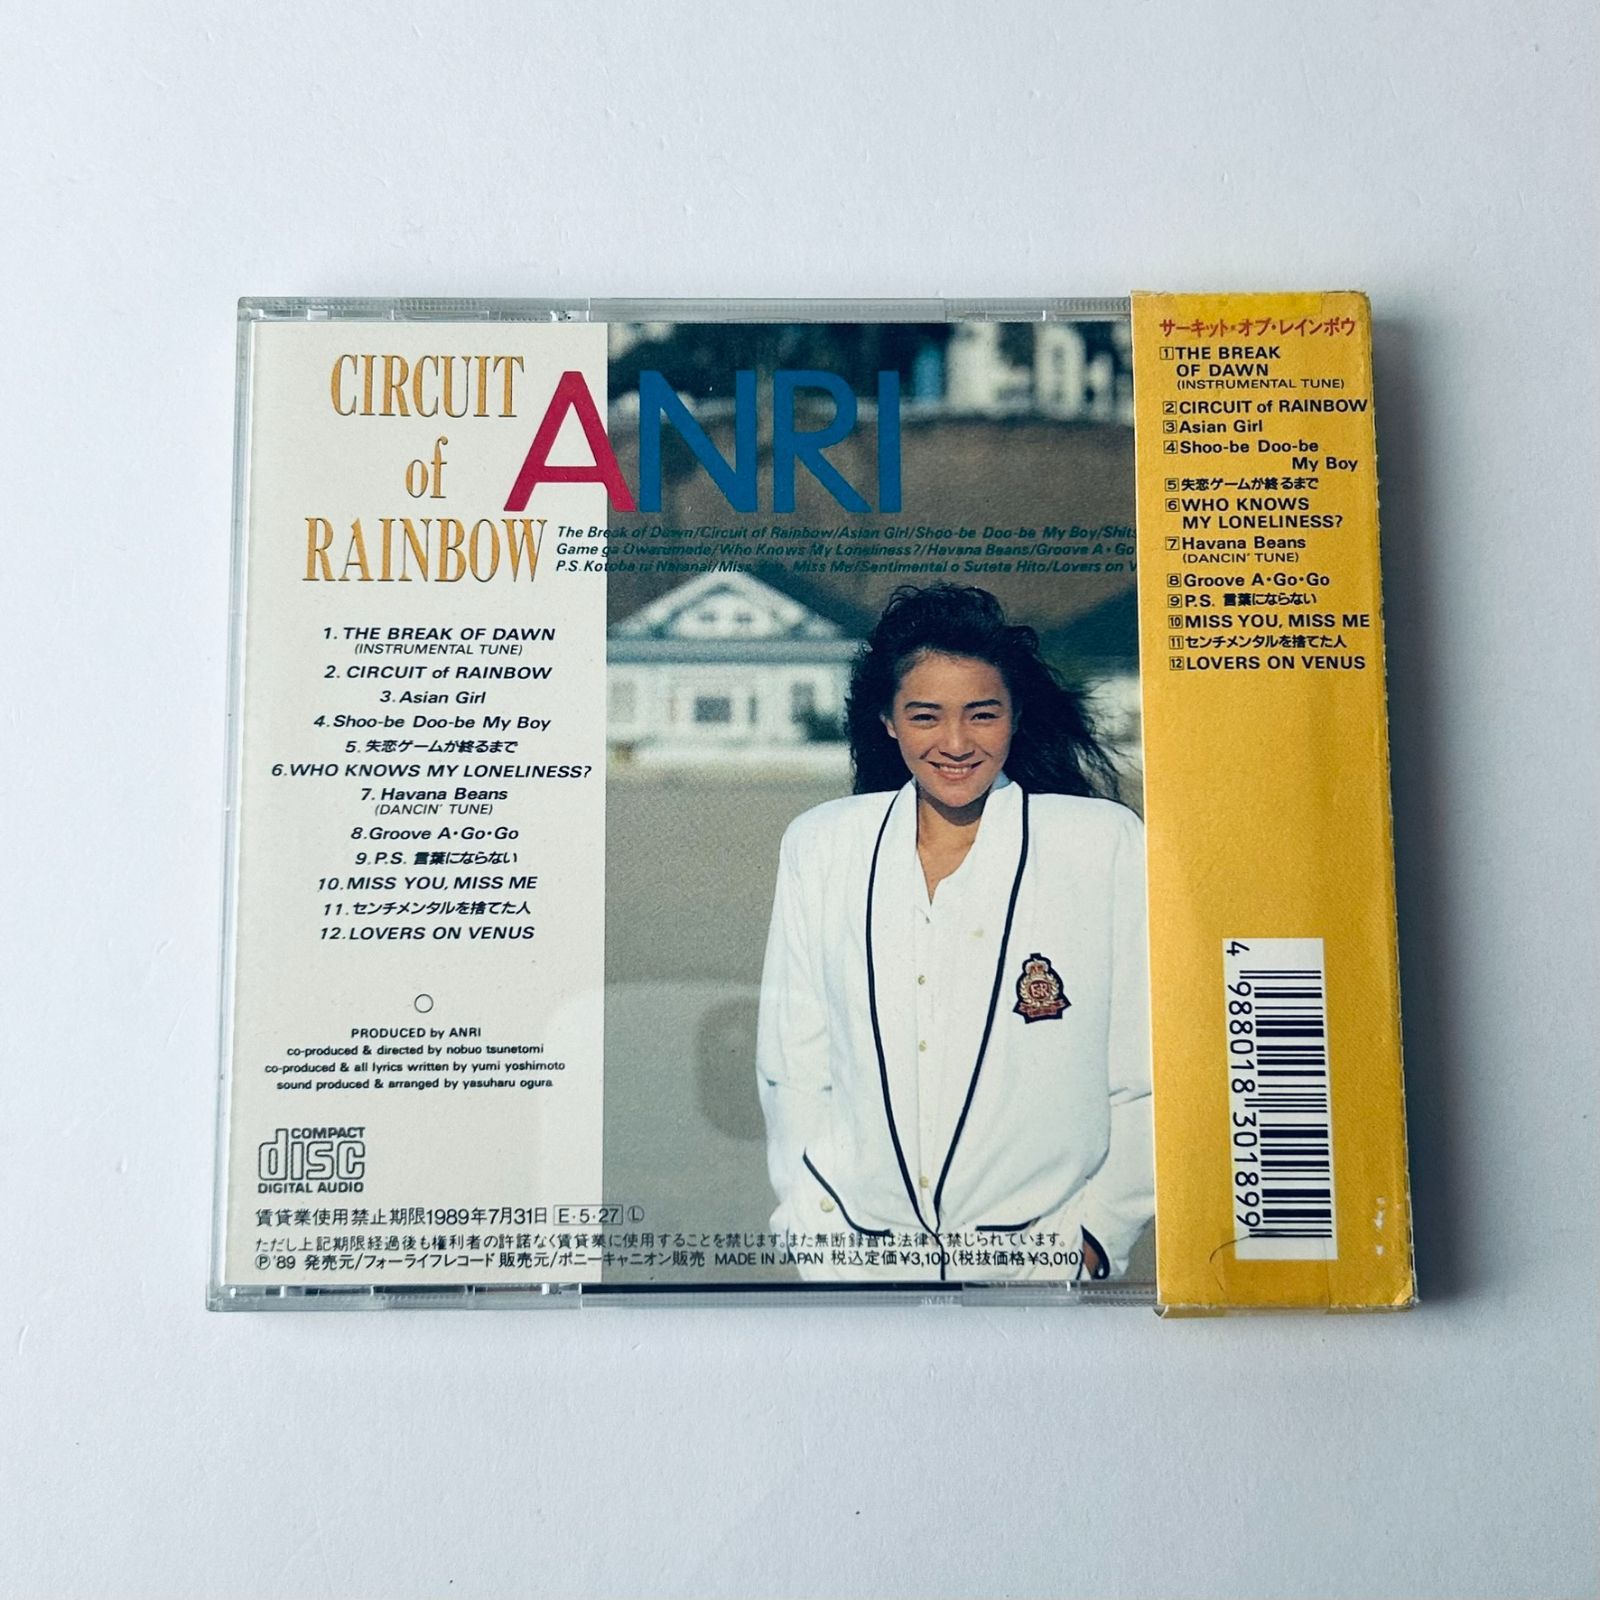 CIRCUIT
of
RAINBOW
ANRI
The Break of Dawn/Circuit of Rainbow/Asian Girl/Shoo-be Doo-be My Boy/Shits
Game ga Owarumade/Who Knows My Loneliness?/Havana Beans/Groove A・Go
P.S. Kotoba ni Naranai/Miss You, Miss Me/Sentimental o Suteta Hito/Lovers on V
1. THE BREAK OF DAWN
(INSTRUMENTAL TUNE)
2. CIRCUIT of RAINBOW
3. Asian Girl
4. Shoo-be Doo-be My Boy
5. 失恋ゲームが終るまで
6. WHO KNOWS MY LONELINESS?
7. Havana Beans
(DANCIN' TUNE)
8. Groove A・Go・Go
9. P.S. 言葉にならない
10. MISS YOU, MISS ME
11. センチメンタルを捨てた人
12. LOVERS ON VENUS
PRODUCED by ANRI
co-produced & directed by nobuo tsunetomi
co-produced & all lyrics written by yumi yoshimoto
sound produced & arranged by yasuharu ogura
COMPACT
disc
DIGITAL AUDIO
賃貸業使用禁止期限1989年7月31日 E・5・27 Ⓛ
ただし上記期限経過後も権利者の許諾なく賃貸業に使用することを禁じます。また無断録音は法律で禁じられています。
Ⓟ'89 発売元/フォーライフレコード 販売元/ポニーキャニオン販売 MADE IN JAPAN 税込定価¥3,100(税抜価格¥3,010)
サーキット・オブ・レインボウ
1 THE BREAK
OF DAWN
(INSTRUMENTAL TUNE)
2 CIRCUIT of RAINBOW
3 Asian Girl
4 Shoo-be Doo-be
My Boy
5 失恋ゲームが終るまで
6 WHO KNOWS
MY LONELINESS?
7 Havana Beans
(DANCIN' TUNE)
8 Groove A・Go・Go
9 P.S. 言葉にならない
10 MISS YOU, MISS ME
11 センチメンタルを捨てた人
12 LOVERS ON VENUS
4 988018 301899